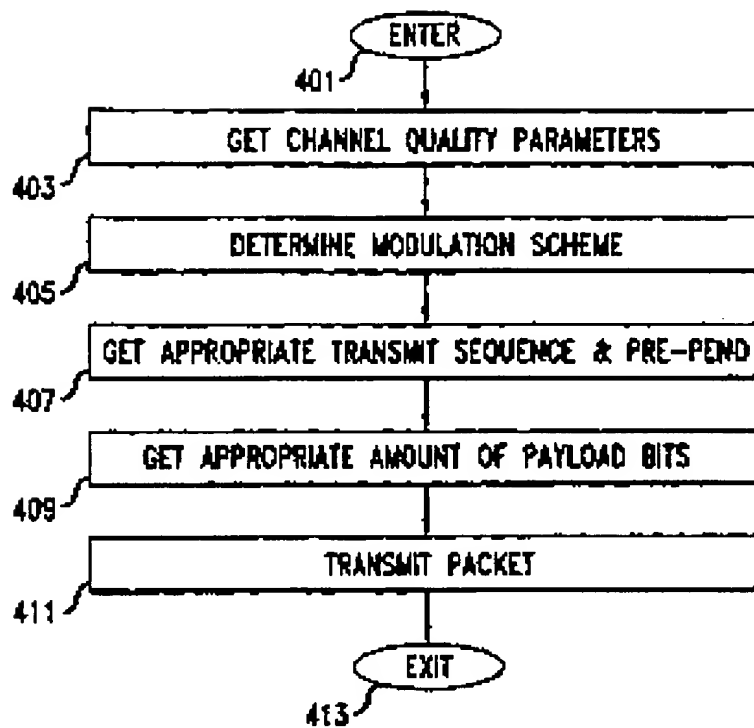 ENTER
401
GET CHANNEL QUALITY PARAMETERS
403
DETERMINE MODULATION SCHEME
405
GET APPROPRIATE TRANSMIT SEQUENCE & PRE-PEND
407
GET APPROPRIATE AMOUNT OF PAYLOAD BITS
409
TRANSMIT PACKET
411
EXIT
413